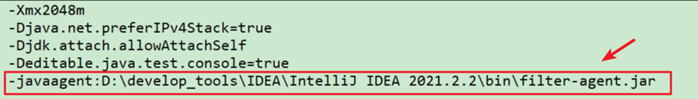 -Xmx2048m
-Djava.net.preferIPv4Stack=true
-Djdk.attach.allowAttachSelf
-Deditable.java.test.console=true
-javaagent:D:\develop_tools\IDEA\IntelliJ IDEA 2021.2.2\bin\filter-agent.jar